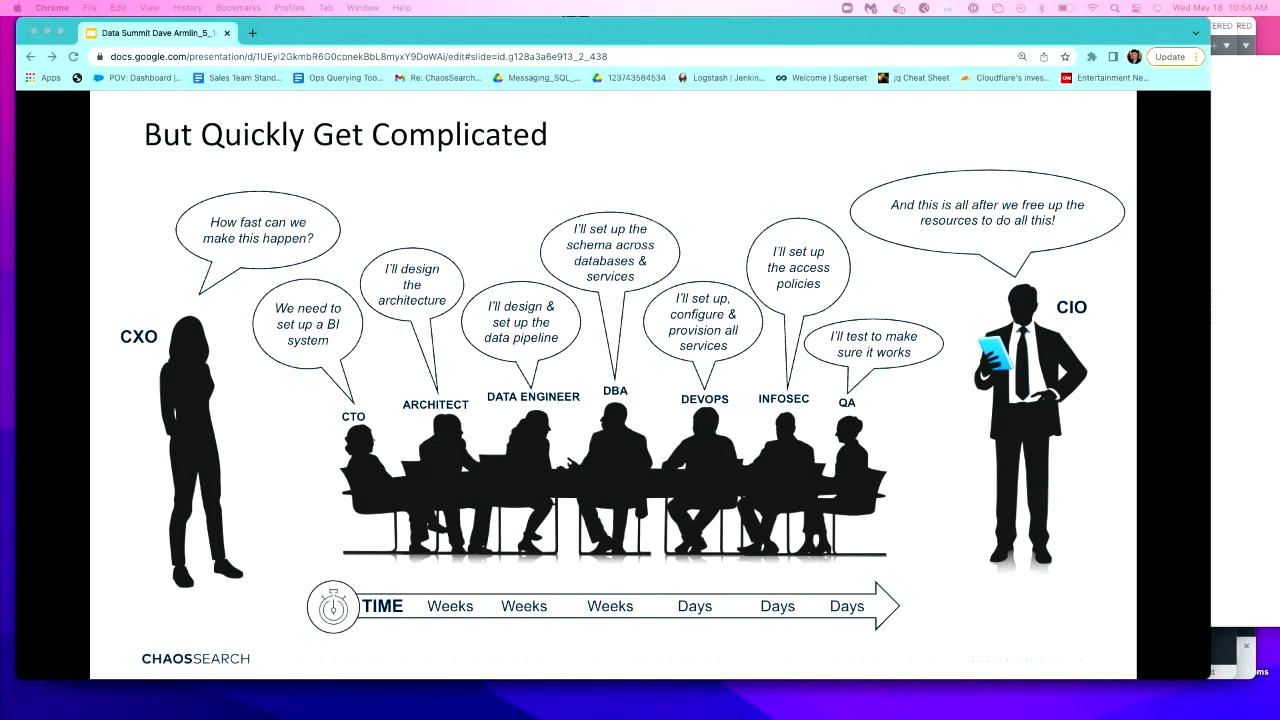 Chrome File Edit View History Bookmarks Profiles Tab Window Help Wed May 18 10:54 AM
Data Summit Dave Armlin_5_1
docs.google.com/presentation/d/1UEyl2GkmbR6G0cpnekBbL8myxY9DoWAi/edit#slide=id.g128a3a6e913_2_438
Update
Apps POV: Dashboard |... Sales Team Stand... Ops Querying Too... Re: ChaosSearch... Messaging_SQL_... 123743584534 Logstash | Jenkin... Welcome | Superset jq Cheat Sheet Cloudflare's inves... Entertainment Ne...
ERED RED
But Quickly Get Complicated
How fast can we
make this happen?
CXO
We need to
set up a BI
system
CTO
I'll design
the
architecture
ARCHITECT
I'll design &
set up the
data pipeline
DATA ENGINEER
I'll set up the
schema across
databases &
services
DBA
I'll set up,
configure &
provision all
services
DEVOPS
I'll set up
the access
policies
INFOSEC
I'll test to make
sure it works
QA
And this is all after we free up the
resources to do all this!
CIO
TIME Weeks Weeks Weeks Days Days Days
CHAOSSEARCH